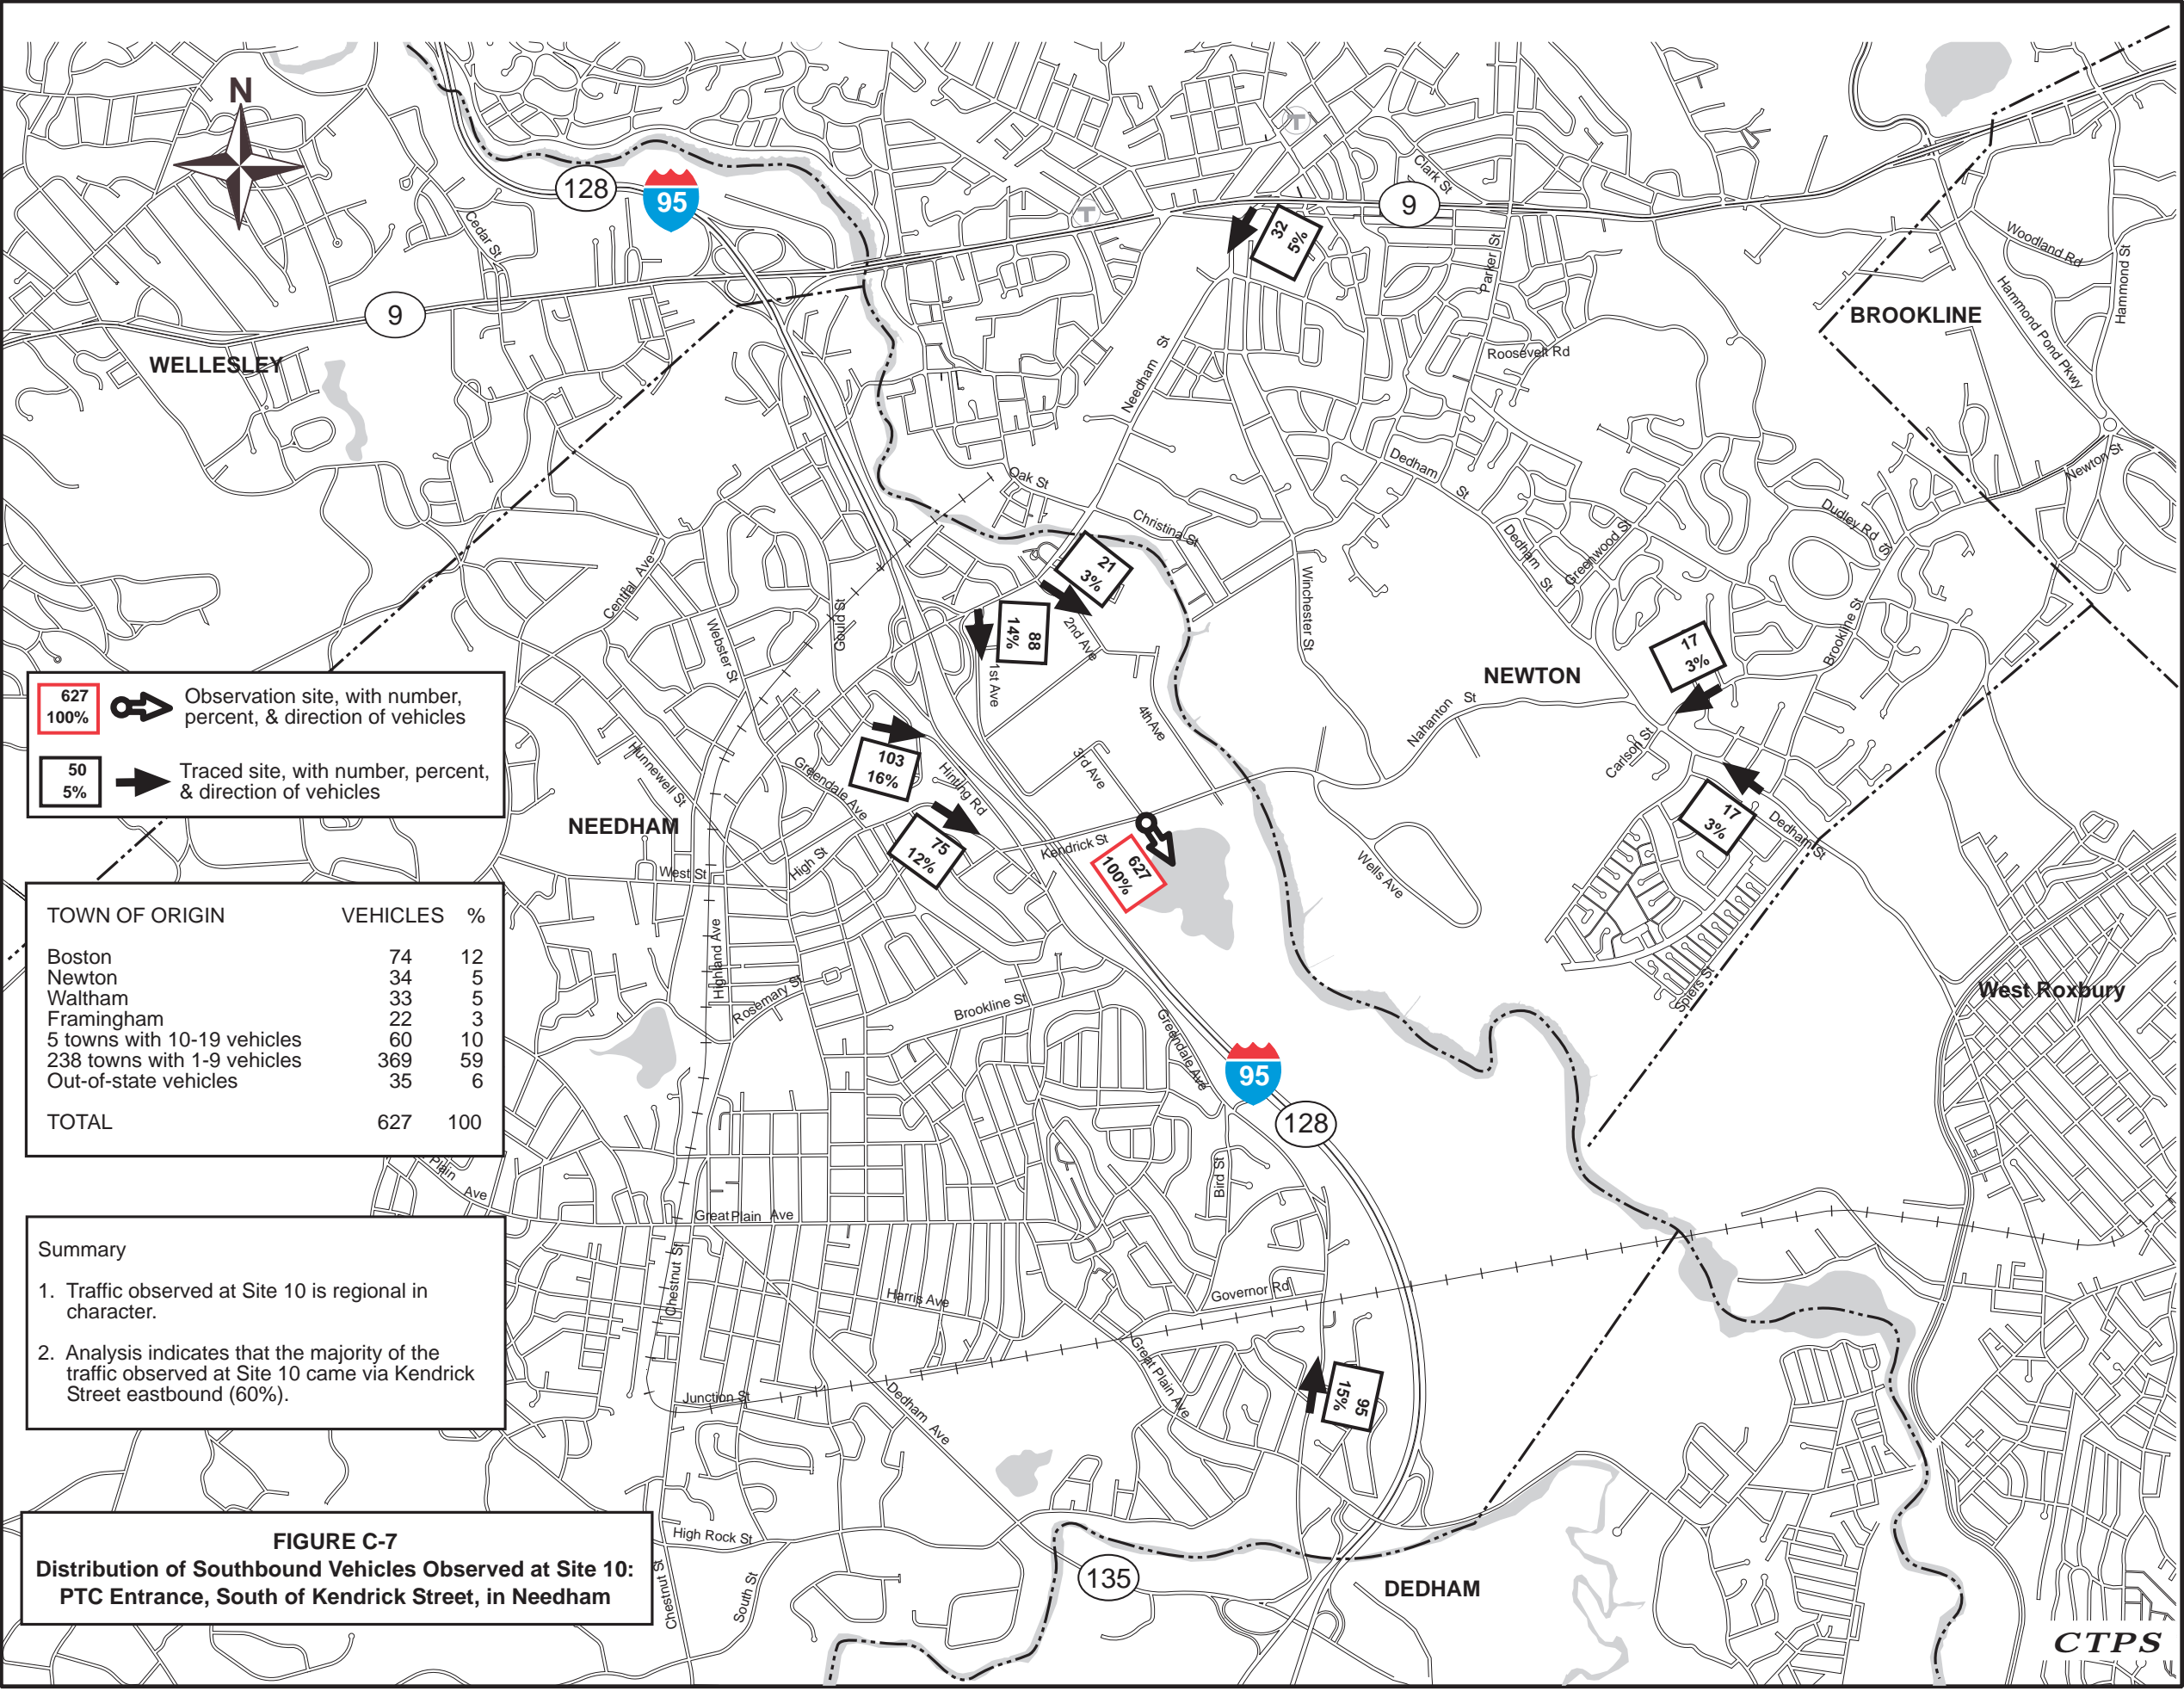 N
128
95
9
Clark St
32
5%
Cedar St
Parker St
Woodland Rd
Hammond St
Hammond Pond Pkwy
BROOKLINE
9
WELLESLEY
Needham St
Roosevelt Rd
Newton St
Dedham St
Oak St
Christina St
Dudley Rd
St
Dedham St
Greenwood St
21
3%
Central Ave
Winchester St
Gould St
Webster St
88
14%
2nd Ave
1st Ave
17
3%
Brookline St
NEWTON
Nahanton St
4th Ave
Carlson St
627
100%
Observation site, with number,
percent, & direction of vehicles
50
5%
Traced site, with number, percent,
& direction of vehicles
Hunnewell St
103
16%
Greendale Ave
Hinting Rd
3rd Ave
17
3%
Dedham St
NEEDHAM
75
12%
Kendrick St
627
100%
High St
West St
Wells Ave
TOWN OF ORIGIN VEHICLES %
Boston 74 12
Newton 34 5
Waltham 33 5
Framingham 22 3
5 towns with 10-19 vehicles 60 10
238 towns with 1-9 vehicles 369 59
Out-of-state vehicles 35 6
TOTAL 627 100
Highland Ave
Rosemary St
Brookline St
Spiers St
West Roxbury
Greendale Ave
95
128
Plain Ave
Bird St
Great Plain Ave
Summary
1. Traffic observed at Site 10 is regional in
character.
2. Analysis indicates that the majority of the
traffic observed at Site 10 came via Kendrick
Street eastbound (60%).
Chestnut St
Harris Ave
Governor Rd
Great Plain Ave
Junction St
Dedham Ave
95
15%
FIGURE C-7
Distribution of Southbound Vehicles Observed at Site 10:
PTC Entrance, South of Kendrick Street, in Needham
High Rock St
Chestnut St
South St
135
DEDHAM
CTPS